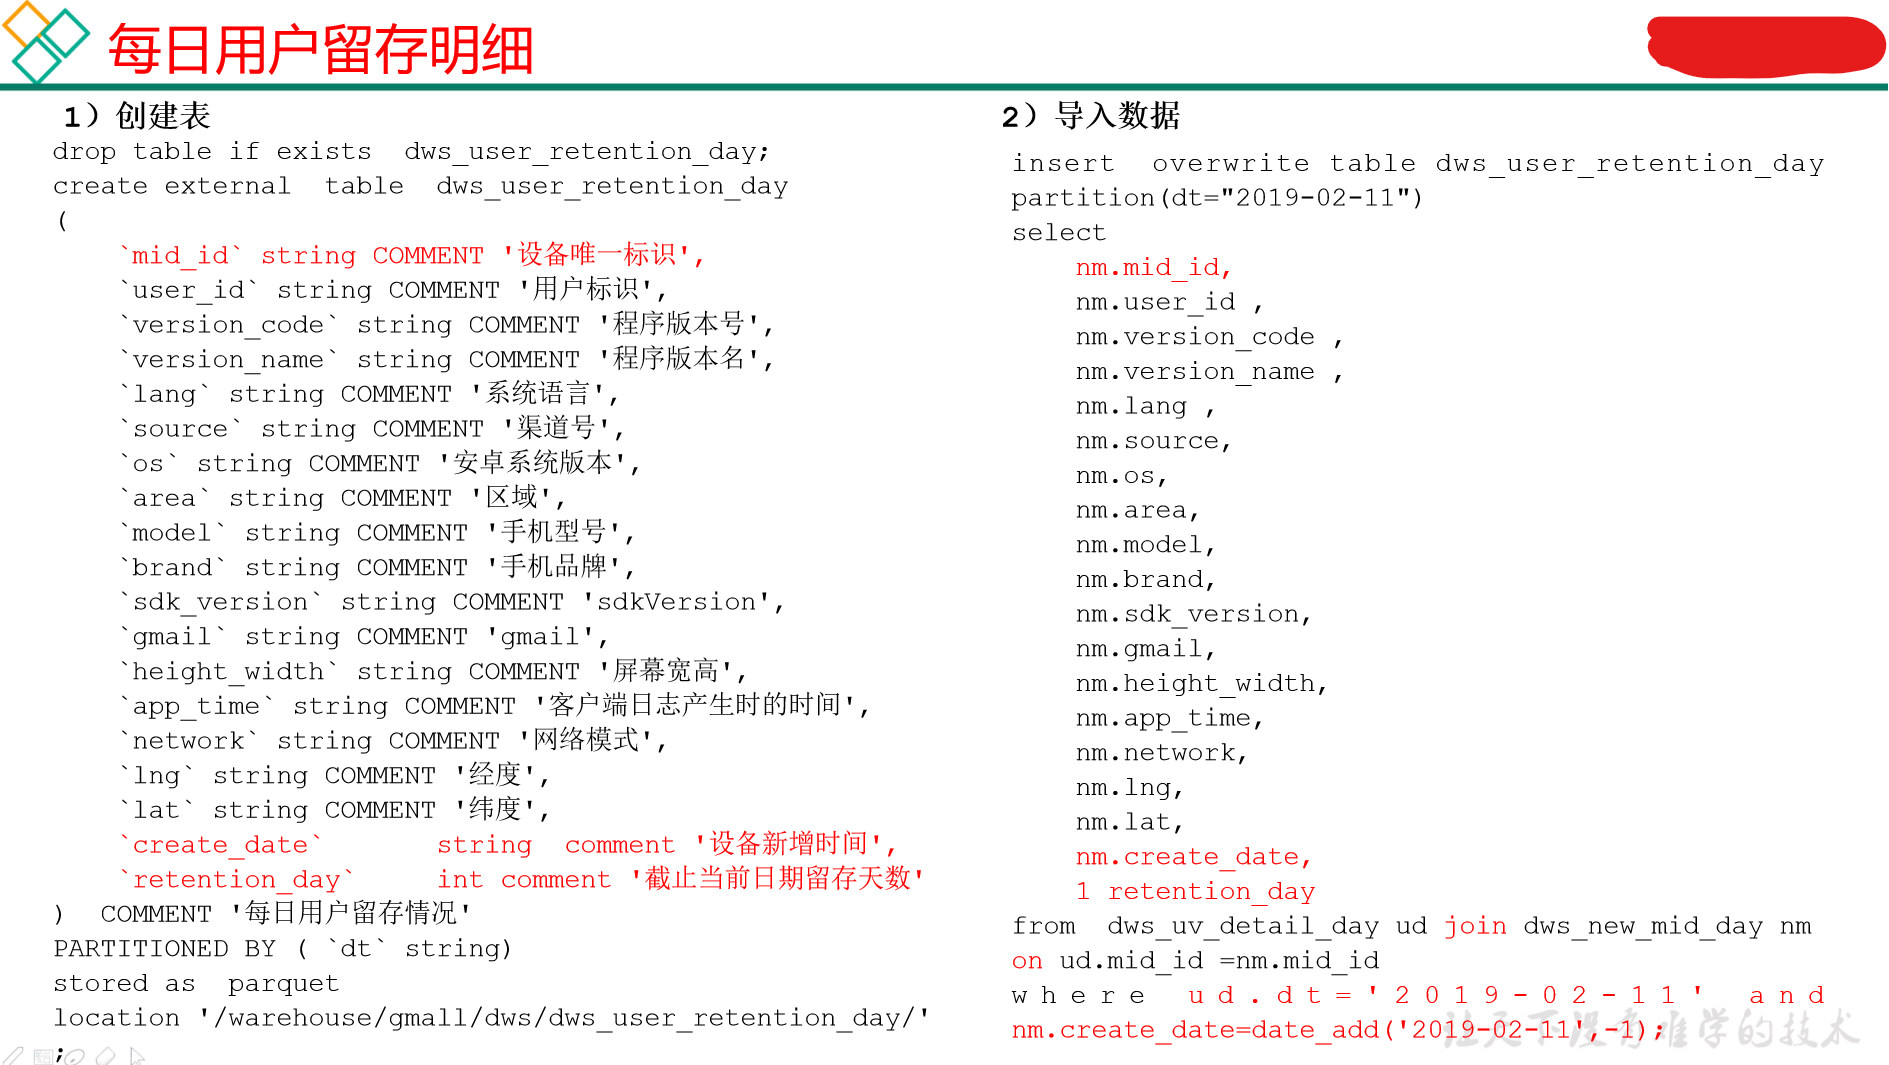 每日用户留存明细
1）创建表
drop table if exists  dws_user_retention_day;
create external  table  dws_user_retention_day
(
    `mid_id` string COMMENT '设备唯一标识',
    `user_id` string COMMENT '用户标识',
    `version_code` string COMMENT '程序版本号',
    `version_name` string COMMENT '程序版本名',
    `lang` string COMMENT '系统语言',
    `source` string COMMENT '渠道号',
    `os` string COMMENT '安卓系统版本',
    `area` string COMMENT '区域',
    `model` string COMMENT '手机型号',
    `brand` string COMMENT '手机品牌',
    `sdk_version` string COMMENT 'sdkVersion',
    `gmail` string COMMENT 'gmail',
    `height_width` string COMMENT '屏幕宽高',
    `app_time` string COMMENT '客户端日志产生时的时间',
    `network` string COMMENT '网络模式',
    `lng` string COMMENT '经度',
    `lat` string COMMENT '纬度',
    `create_date`       string  comment '设备新增时间',
    `retention_day`     int comment '截止当前日期留存天数'
)  COMMENT '每日用户留存情况'
PARTITIONED BY ( `dt` string)
stored as  parquet
location '/warehouse/gmall/dws/dws_user_retention_day/'
;
2）导入数据
insert  overwrite table dws_user_retention_day
partition(dt="2019-02-11")
select
    nm.mid_id,
    nm.user_id ,
    nm.version_code ,
    nm.version_name ,
    nm.lang ,
    nm.source,
    nm.os,
    nm.area,
    nm.model,
    nm.brand,
    nm.sdk_version,
    nm.gmail,
    nm.height_width,
    nm.app_time,
    nm.network,
    nm.lng,
    nm.lat,
    nm.create_date,
    1 retention_day
from  dws_uv_detail_day ud join dws_new_mid_day nm
on ud.mid_id =nm.mid_id
where ud.dt='2019-02-11' and
nm.create_date=date_add('2019-02-11',-1);
让天下没有难学的技术